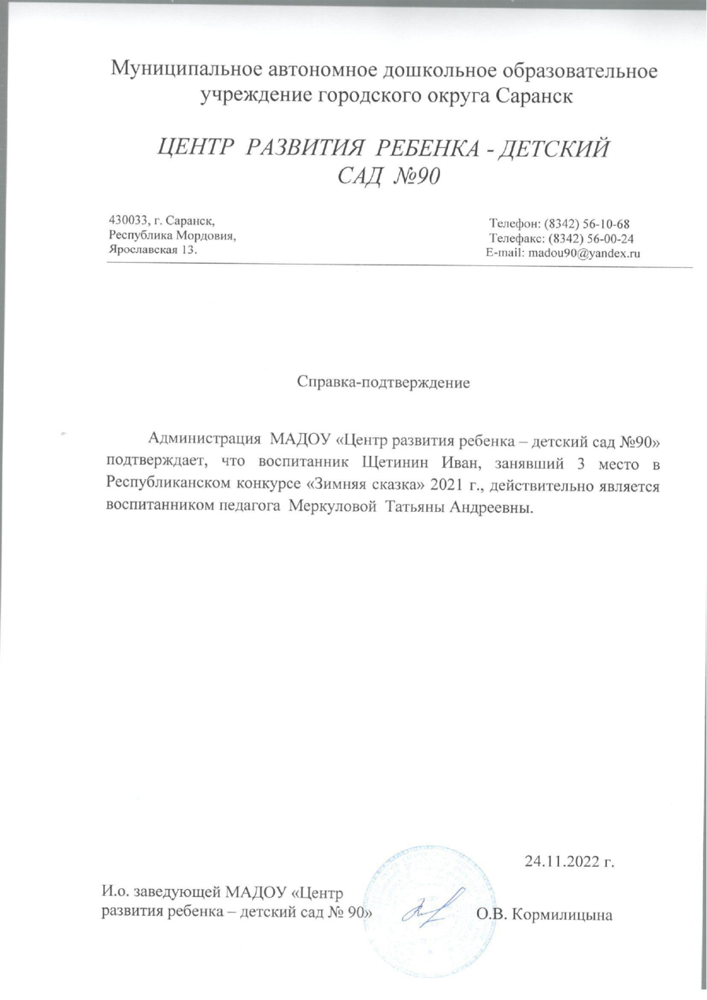 Муниципальное автономное дошкольное образовательное
учреждение городского округа Саранск
ЦЕНТР РАЗВИТИЯ РЕБЕНКА - ДЕТСКИЙ
САД №90
430033, г. Саранск,
Республика Мордовия,
Ярославская 13.
Телефон: (8342) 56-10-68
Телефакс: (8342) 56-00-24
E-mail: madou90@yandex.ru
Справка-подтверждение
Администрация МАДОУ «Центр развития ребенка – детский сад №90»
подтверждает, что воспитанник Щетинин Иван, занявший 3 место в
Республиканском конкурсе «Зимняя сказка» 2021 г., действительно является
воспитанником педагога Меркуловой Татьяны Андреевны.
24.11.2022 г.
И.о. заведующей МАДОУ «Центр
развития ребенка – детский сад № 90»
О.В. Кормилицына